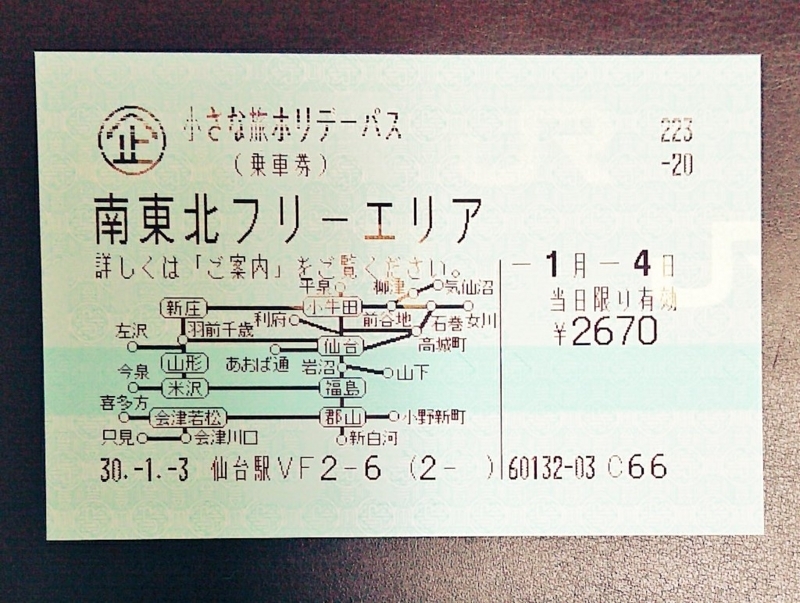 企 小さな旅ホリデーパス 223
(乗車券) -20
南東北フリーエリア
詳しくは「ご案内」をご覧ください。 -1月-4日
平泉 柳津 気仙沼
新庄 小牛田 当日限り有効
利府 前谷地 石巻 女川
左沢 羽前千歳 ¥2670
仙台 高城町
山形 あおば通 岩沼 山下
今泉 米沢 福島
喜多方
会津若松 郡山 小野新町
只見 会津川口 新白河
30.-1.-3 仙台駅VF2-6 (2- ) 60132-03 C66